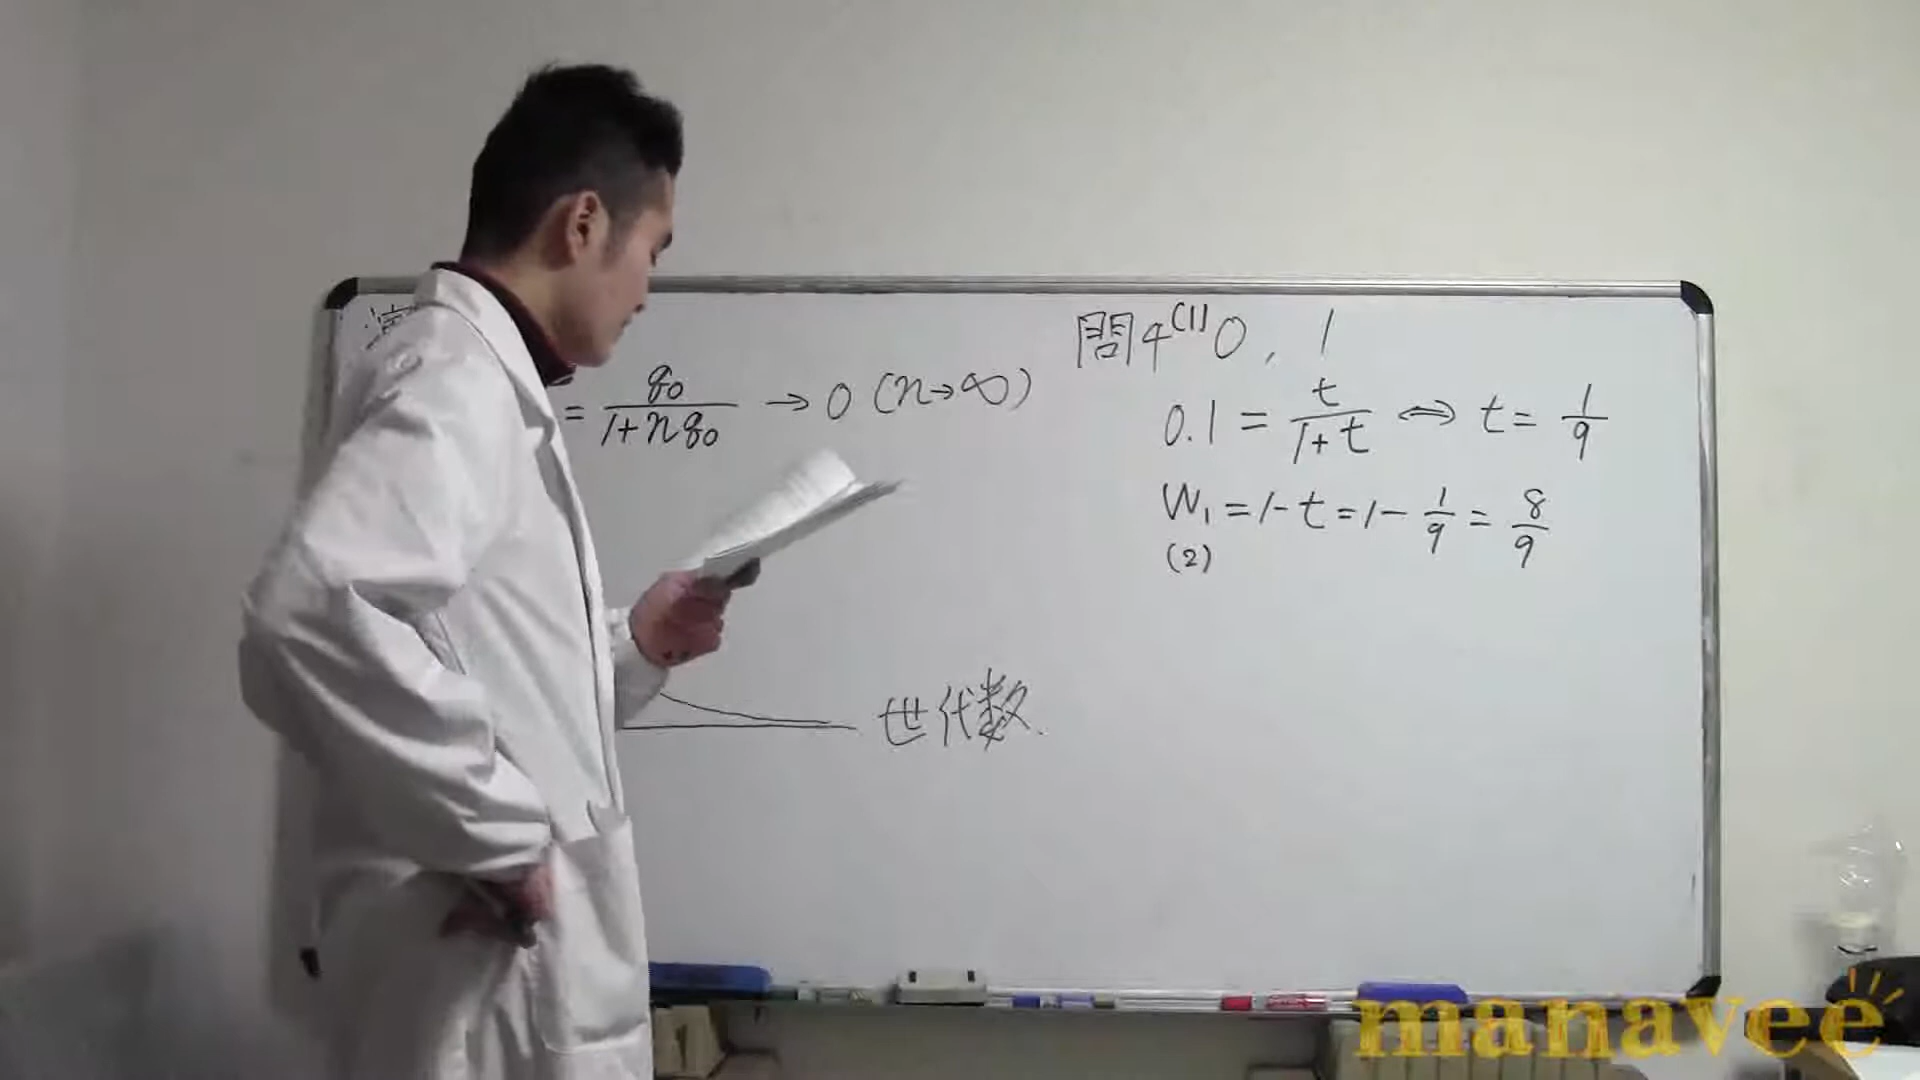 = q₀/(1+nq₀) → 0 (n→∞)
世代数
問4(1) 0, 1
0.1 = t/(1+t) ⇔ t = 1/9
W₁ = 1-t = 1 - 1/9 = 8/9
(2)
manavee